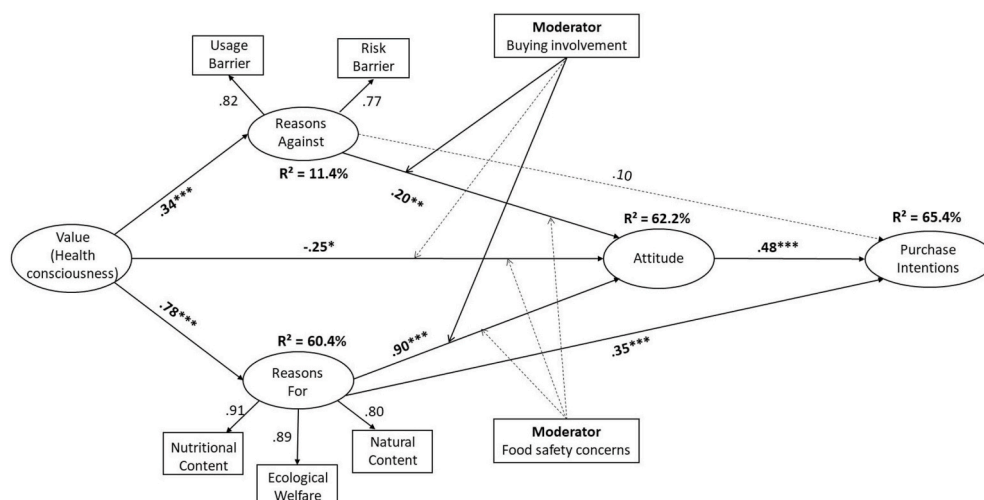 Moderator
Buying involvement
Usage
Barrier
Risk
Barrier
.82
.77
Reasons
Against
R² = 11.4%
.34***
.20**
.10
R² = 62.2%
R² = 65.4%
Value
(Health
consciousness)
-.25*
Attitude
.48***
Purchase
Intentions
.78***
R² = 60.4%
.90***
.35***
Reasons
For
.91
.89
.80
Nutritional
Content
Ecological
Welfare
Natural
Content
Moderator
Food safety concerns